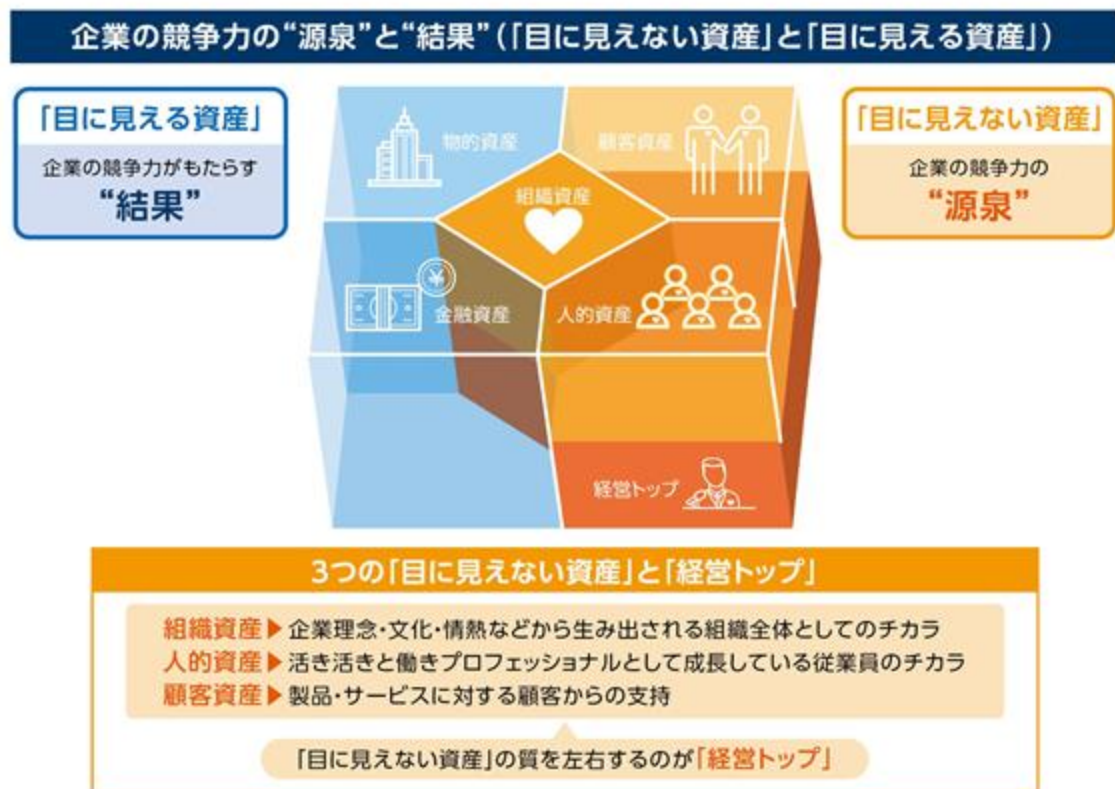 企業の競争力の“源泉”と“結果”(「目に見えない資産」と「目に見える資産」)
「目に見える資産」
企業の競争力がもたらす
“結果”
物的資産
顧客資産
組織資産
¥
金融資産
人的資産
経営トップ
「目に見えない資産」
企業の競争力の
“源泉”
3つの「目に見えない資産」と「経営トップ」
組織資産▶企業理念・文化・情熱などから生み出される組織全体としてのチカラ
人的資産▶活き活きと働きプロフェッショナルとして成長している従業員のチカラ
顧客資産▶製品・サービスに対する顧客からの支持
「目に見えない資産」の質を左右するのが「経営トップ」